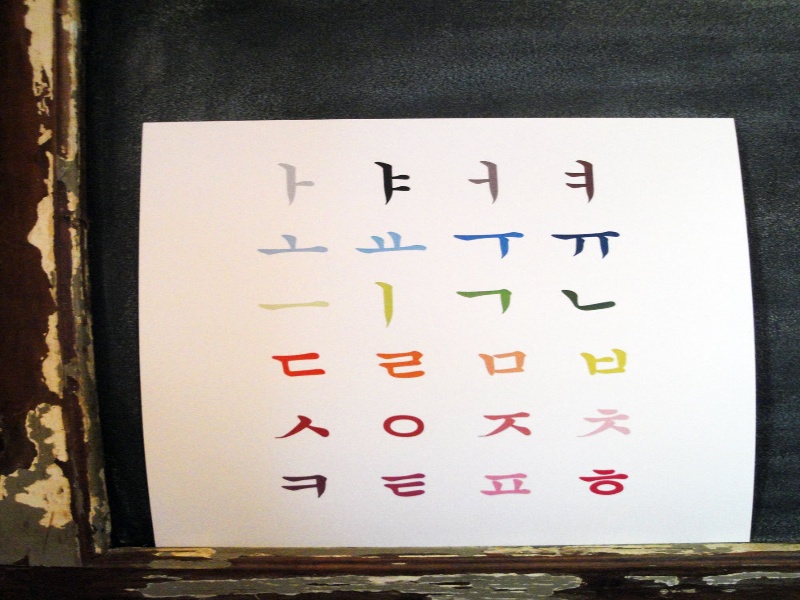 ㅏ ㅑ ㅓ ㅕ
ㅗ ㅛ ㅜ ㅠ
ㅡ ㅣ ㄱ ㄴ
ㄷ ㄹ ㅁ ㅂ
ㅅ ㅇ ㅈ ㅊ
ㅋ ㅌ ㅍ ㅎ